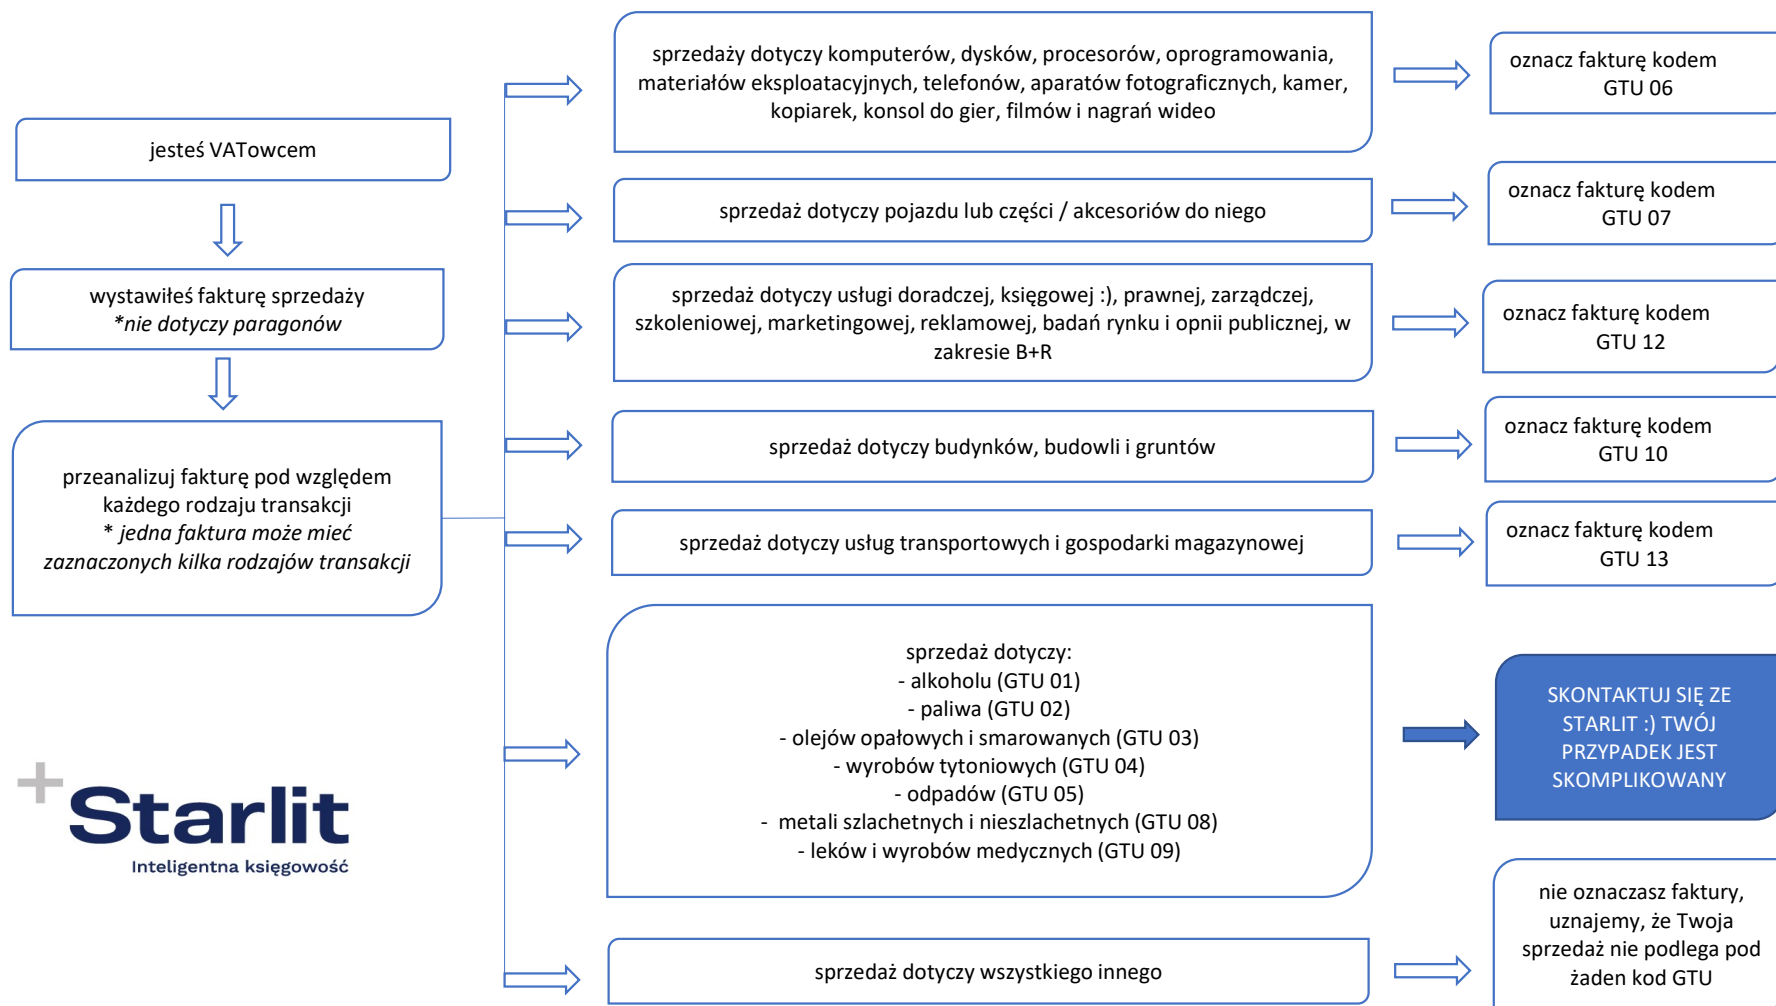 jesteś VATowcem
wystawiłeś fakturę sprzedaży
*nie dotyczy paragonów
przeanalizuj fakturę pod względem
każdego rodzaju transakcji
* jedna faktura może mieć
zaznaczonych kilka rodzajów transakcji
sprzedaży dotyczy komputerów, dysków, procesorów, oprogramowania,
materiałów eksploatacyjnych, telefonów, aparatów fotograficznych, kamer,
kopiarek, konsol do gier, filmów i nagrań wideo
oznacz fakturę kodem
GTU 06
sprzedaż dotyczy pojazdu lub części / akcesoriów do niego
oznacz fakturę kodem
GTU 07
sprzedaż dotyczy usługi doradczej, księgowej :), prawnej, zarządczej,
szkoleniowej, marketingowej, reklamowej, badań rynku i opnii publicznej, w
zakresie B+R
oznacz fakturę kodem
GTU 12
sprzedaż dotyczy budynków, budowli i gruntów
oznacz fakturę kodem
GTU 10
sprzedaż dotyczy usług transportowych i gospodarki magazynowej
oznacz fakturę kodem
GTU 13
sprzedaż dotyczy:
- alkoholu (GTU 01)
- paliwa (GTU 02)
- olejów opałowych i smarowanych (GTU 03)
- wyrobów tytoniowych (GTU 04)
- odpadów (GTU 05)
- metali szlachetnych i nieszlachetnych (GTU 08)
- leków i wyrobów medycznych (GTU 09)
SKONTAKTUJ SIĘ ZE
STARLIT :) TWÓJ
PRZYPADEK JEST
SKOMPLIKOWANY
sprzedaż dotyczy wszystkiego innego
nie oznaczasz faktury,
uznajemy, że Twoja
sprzedaż nie podlega pod
żaden kod GTU
Starlit
Inteligentna księgowość